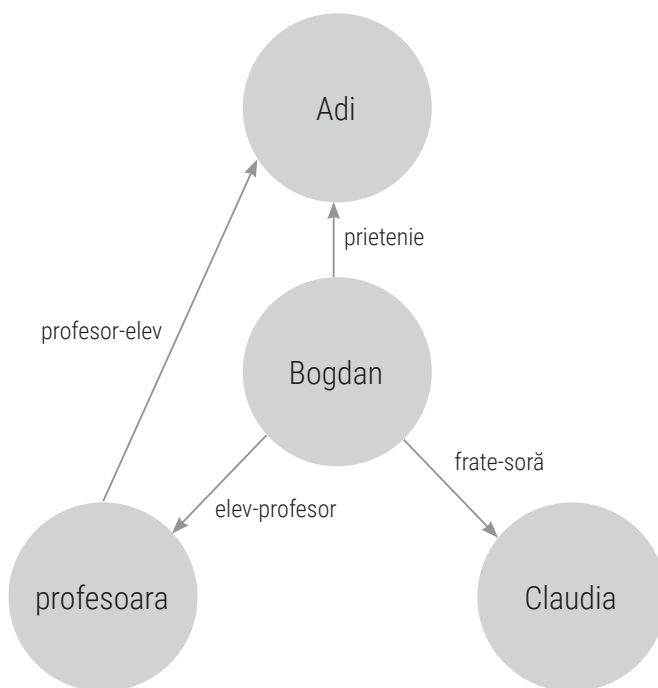 Adi
prietenie
profesor-elev
Bogdan
frate-soră
elev-profesor
profesoara
Claudia